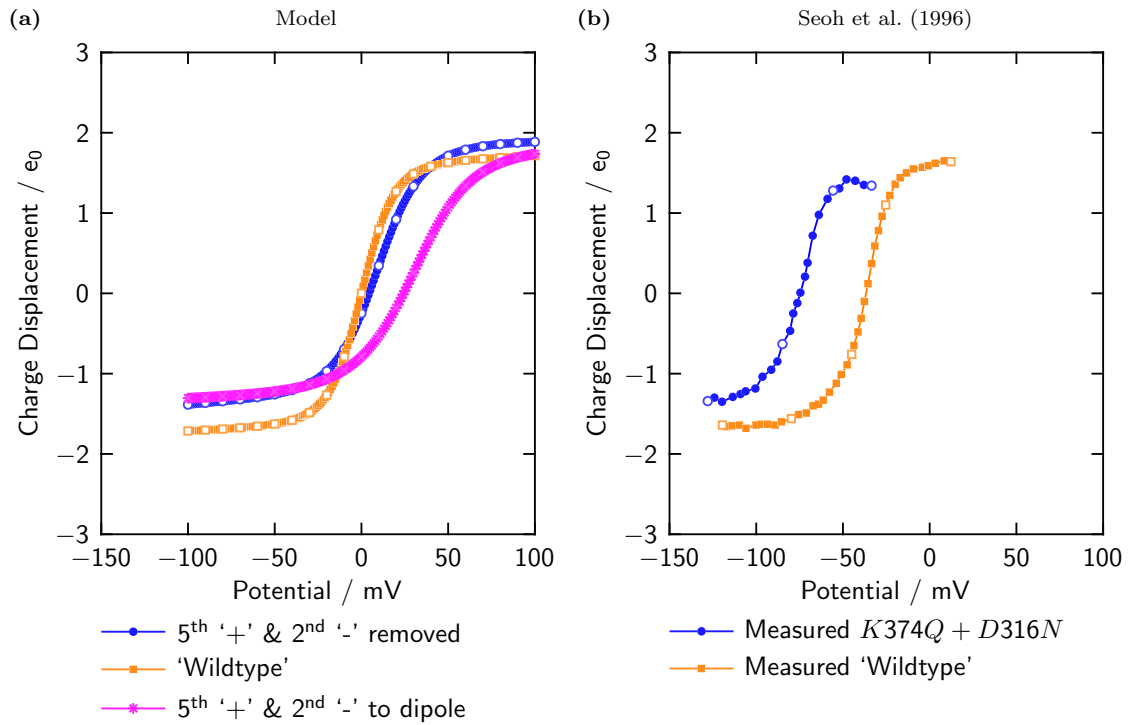 (a) Model
3
2
1
0
−1
−2
−3
−150 −100 −50 0 50 100
Charge Displacement / e₀
Potential / mV
5ᵗʰ ‘+’ & 2ⁿᵈ ‘-’ removed
‘Wildtype’
5ᵗʰ ‘+’ & 2ⁿᵈ ‘-’ to dipole
(b) Seoh et al. (1996)
3
2
1
0
−1
−2
−3
−150 −100 −50 0 50 100
Charge Displacement / e₀
Potential / mV
Measured K374Q + D316N
Measured ‘Wildtype’